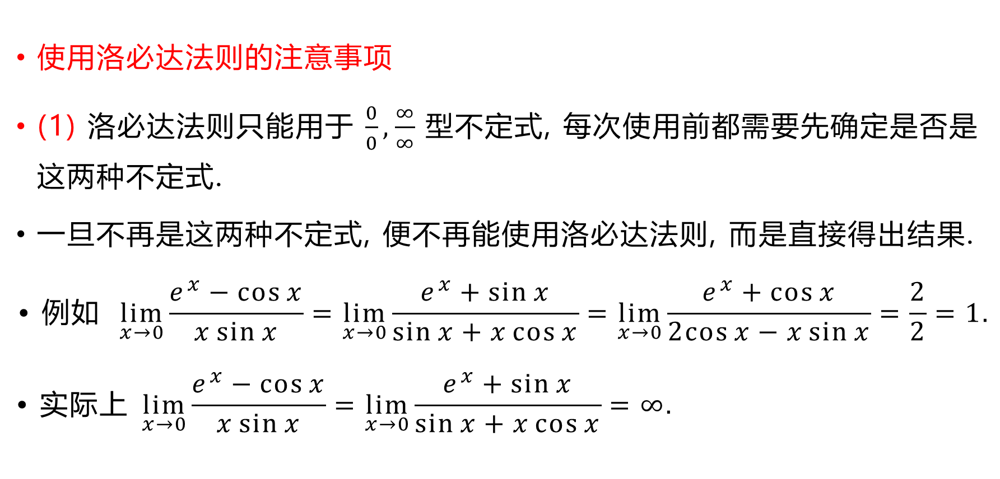 • 使用洛必达法则的注意事项
• (1) 洛必达法则只能用于 $\frac{0}{0}, \frac{\infty}{\infty}$ 型不定式, 每次使用前都需要先确定是否是
这两种不定式.
• 一旦不再是这两种不定式, 便不再能使用洛必达法则, 而是直接得出结果.
• 例如 $\lim_{x \to 0} \frac{e^x - \cos x}{x \sin x} = \lim_{x \to 0} \frac{e^x + \sin x}{\sin x + x \cos x} = \lim_{x \to 0} \frac{e^x + \cos x}{2\cos x - x \sin x} = \frac{2}{2} = 1.$
• 实际上 $\lim_{x \to 0} \frac{e^x - \cos x}{x \sin x} = \lim_{x \to 0} \frac{e^x + \sin x}{\sin x + x \cos x} = \infty.$